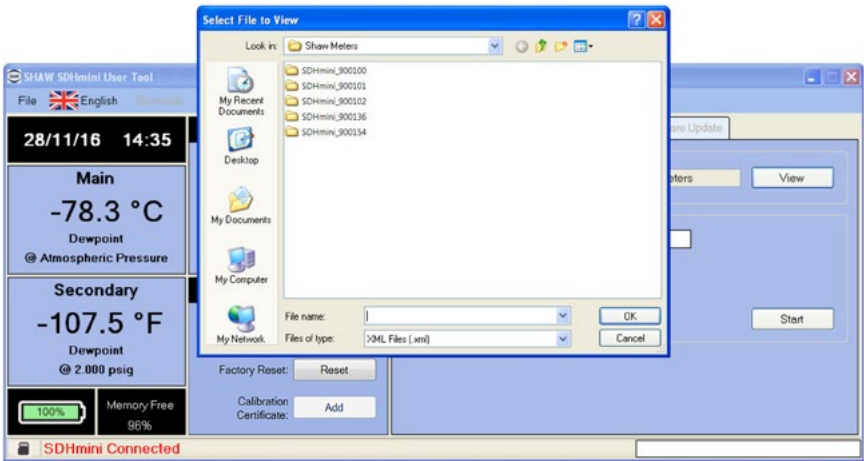 Select File to View
Look in: Shaw Meters
SDHmini_900100
SDHmini_900101
SDHmini_900102
SDHmini_900136
SDHmini_900154
My Recent
Documents
Desktop
My Documents
My Computer
My Network
File name:
OK
Files of type: XML Files (.xml)
Cancel
SHAW SDHmini User Tool
File English
28/11/16 14:35
Main
-78.3 °C
Dewpoint
@ Atmospheric Pressure
Secondary
-107.5 °F
Dewpoint
@ 2.000 psig
100%
Memory Free
96%
are Update
eters
View
Start
Factory Reset: Reset
Calibration
Certificate: Add
SDHmini Connected